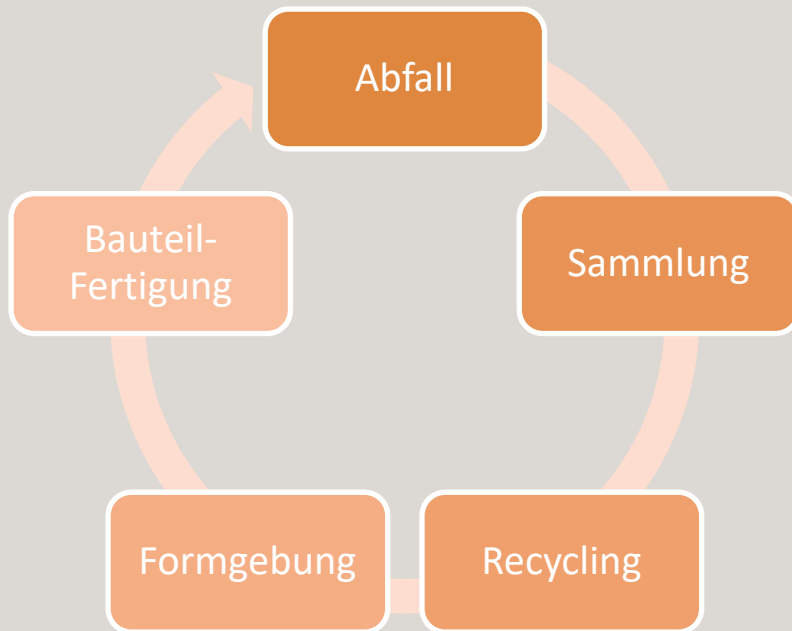 Abfall
Sammlung
Recycling
Formgebung
Bauteil-
Fertigung